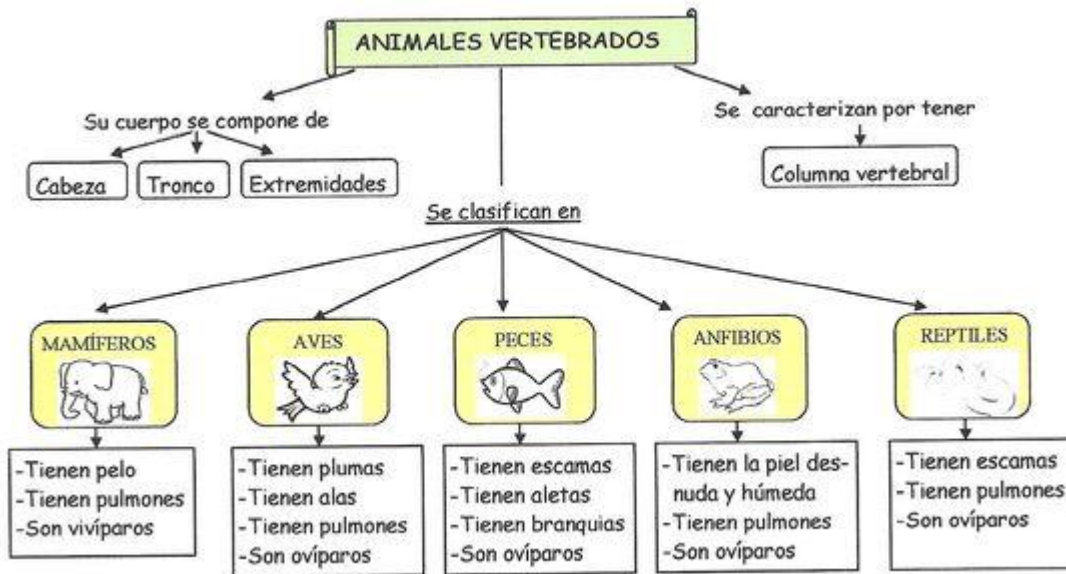 ANIMALES VERTEBRADOS
Su cuerpo se compone de
Cabeza
Tronco
Extremidades
Se caracterizan por tener
Columna vertebral
Se clasifican en
MAMÍFEROS
-Tienen pelo
-Tienen pulmones
-Son vivíparos
AVES
-Tienen plumas
-Tienen alas
-Tienen pulmones
-Son ovíparos
PECES
-Tienen escamas
-Tienen aletas
-Tienen branquias
-Son ovíparos
ANFIBIOS
-Tienen la piel des-
nuda y húmeda
-Tienen pulmones
-Son ovíparos
REPTILES
-Tienen escamas
-Tienen pulmones
-Son ovíparos